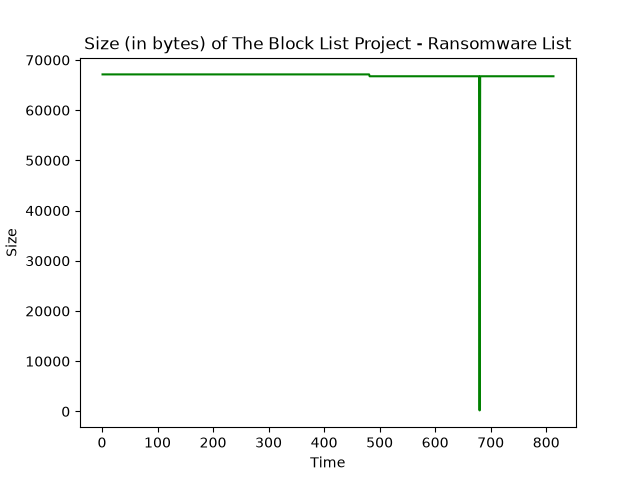 Size (in bytes) of The Block List Project - Ransomware List
70000
60000
50000
40000
30000
20000
10000
0
Size
0 100 200 300 400 500 600 700 800
Time